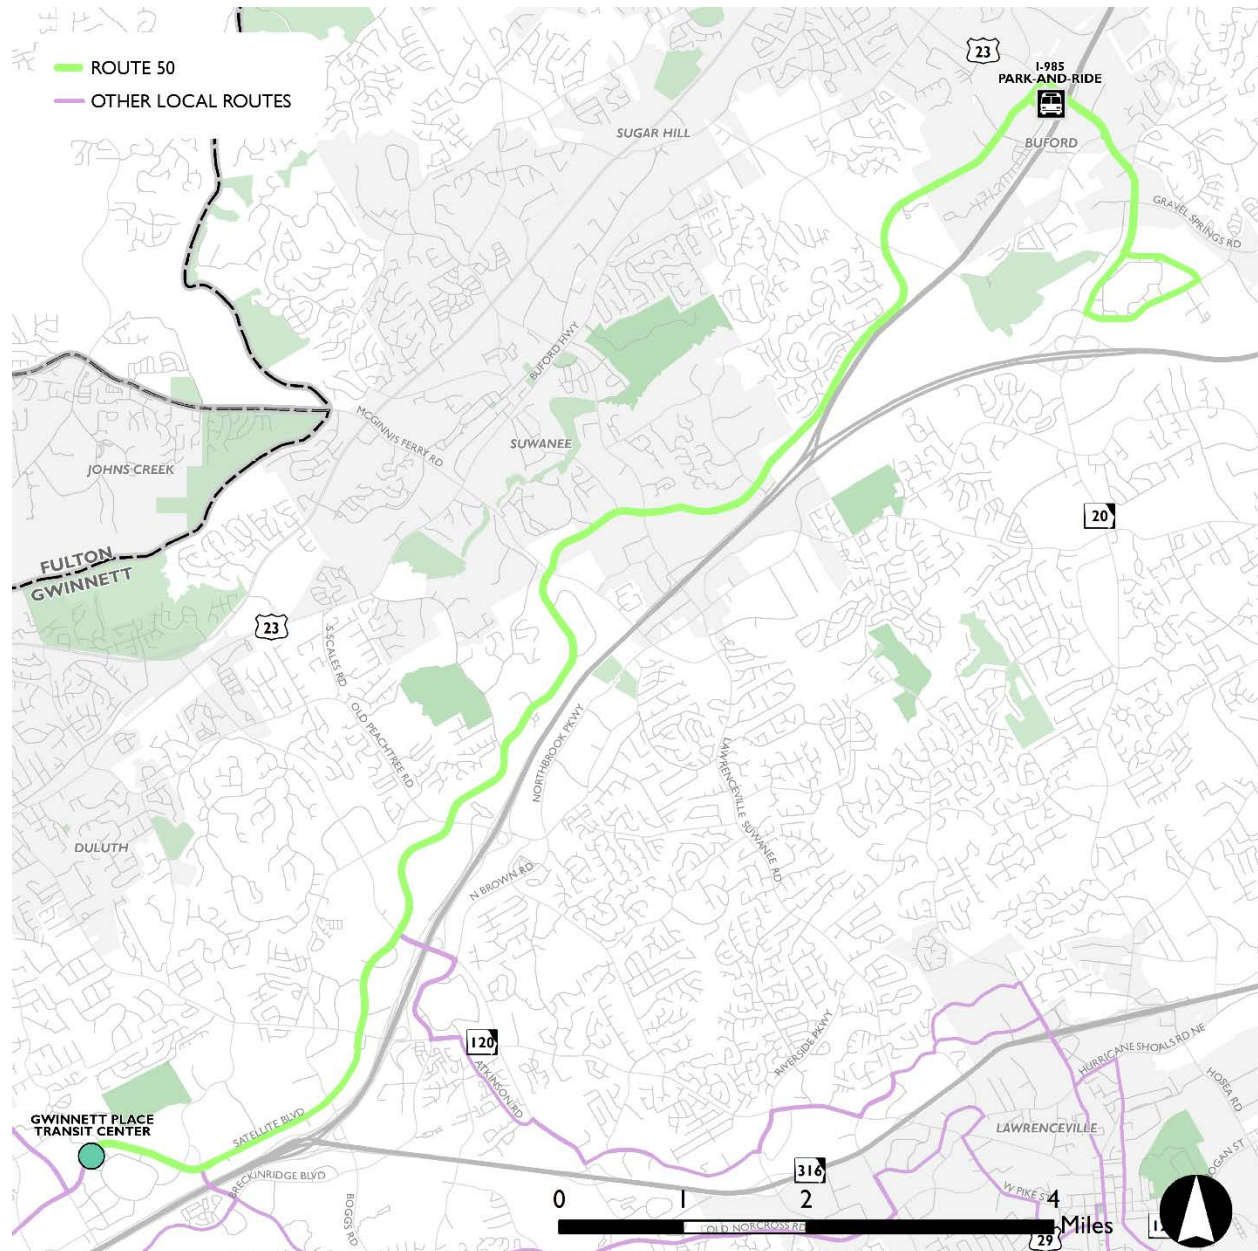 ROUTE 50
OTHER LOCAL ROUTES
23
I-985
PARK-AND-RIDE
SUGAR HILL
BUFORD
GRAVEL SPRINGS RD
BUFORD HWY
MCGINNIS FERRY RD
SUWANEE
JOHNS CREEK
20
FULTON
GWINNETT
23
S SCALES RD
OLD PEACHTREE RD
NORTHBROOK PKWY
LAWRENCEVILLE SUWANEE RD
DULUTH
N BROWN RD
120
ATKINSON RD
RIVERSIDE PKWY
HURRICANE SHOALS RD NE
HOSEA RD
GWINNETT PLACE
TRANSIT CENTER
SATELLITE BLVD
LAWRENCEVILLE
BRECKINRIDGE BLVD
BOGGS RD
316
W PIKE ST
OGAN ST
0 1 2 4
Miles
OLD NORCROSS RD
29